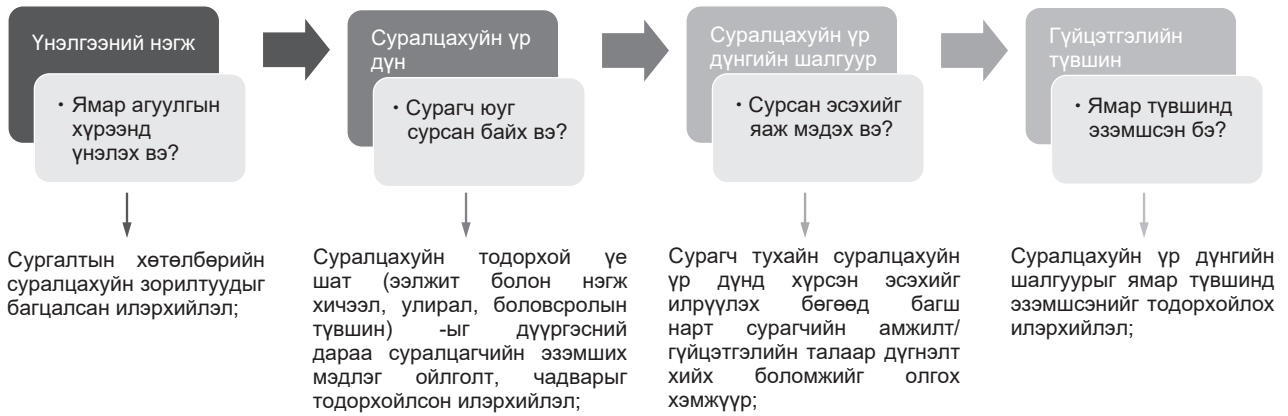 Үнэлгээний нэгж
• Ямар агуулгын
хүрээнд
үнэлэх вэ?
Сургалтын хөтөлбөрийн
суралцахуйн зорилтуудыг
багцалсан илэрхийлэл;
Суралцахуйн үр
дүн
• Сурагч юуг
сурсан байх вэ?
Суралцахуйн тодорхой үе
шат (ээлжит болон нэгж
хичээл, улирал, боловсролын
түвшин) -ыг дүүргэсний
дараа суралцагчийн эзэмших
мэдлэг ойлголт, чадварыг
тодорхойлсон илэрхийлэл;
Суралцахуйн үр
дүнгийн шалгуур
• Сурсан эсэхийг
яаж мэдэх вэ?
Сурагч тухайн суралцахуйн
үр дүнд хүрсэн эсэхийг
илрүүлэх бөгөөд багш
нарт сурагчийн амжилт/
гүйцэтгэлийн талаар дүгнэлт
хийх боломжийг олгох
хэмжүүр;
Гүйцэтгэлийн
түвшин
• Ямар түвшинд
эзэмшсэн бэ?
Суралцахуйн үр дүнгийн
шалгуурыг ямар түвшинд
эзэмшсэнийг тодорхойлох
илэрхийлэл;